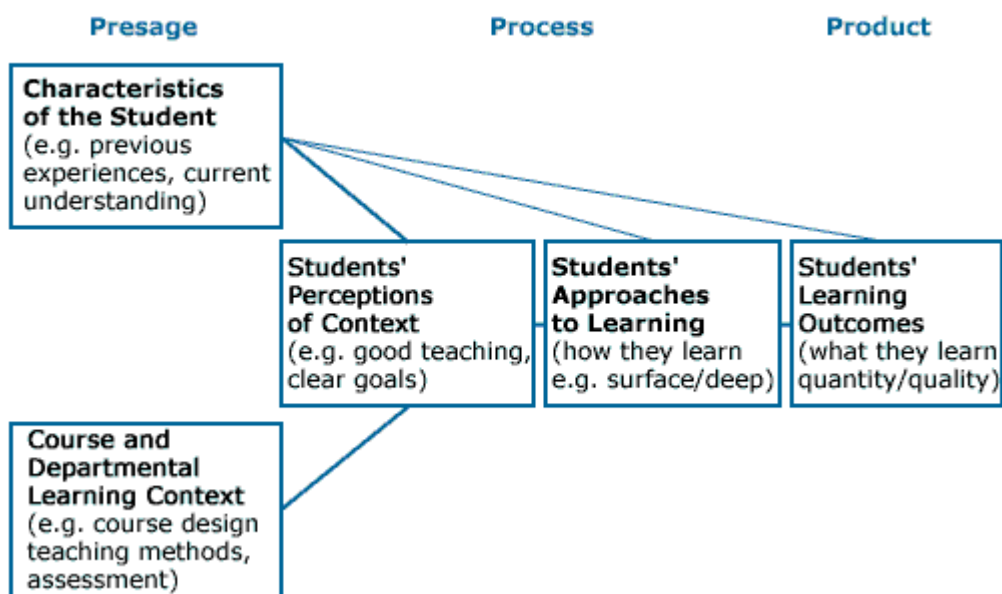 Presage
Process
Product
Characteristics
of the Student
(e.g. previous
experiences, current
understanding)
Students'
Perceptions
of Context
(e.g. good teaching,
clear goals)
Students'
Approaches
to Learning
(how they learn
e.g. surface/deep)
Students'
Learning
Outcomes
(what they learn
quantity/quality)
Course and
Departmental
Learning Context
(e.g. course design
teaching methods,
assessment)